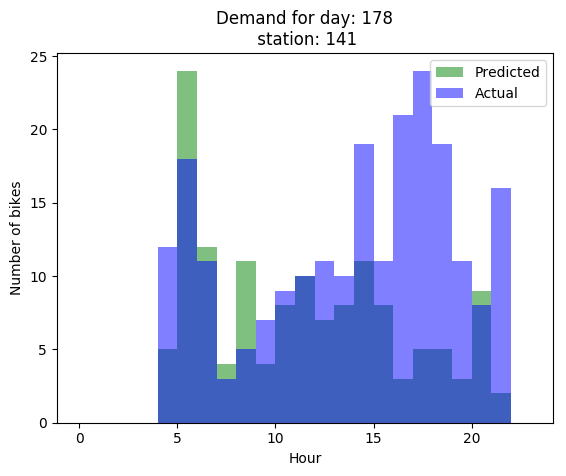 Demand for day: 178
station: 141
Predicted
Actual
Number of bikes
25
20
15
10
5
0
0
5
10
15
20
Hour